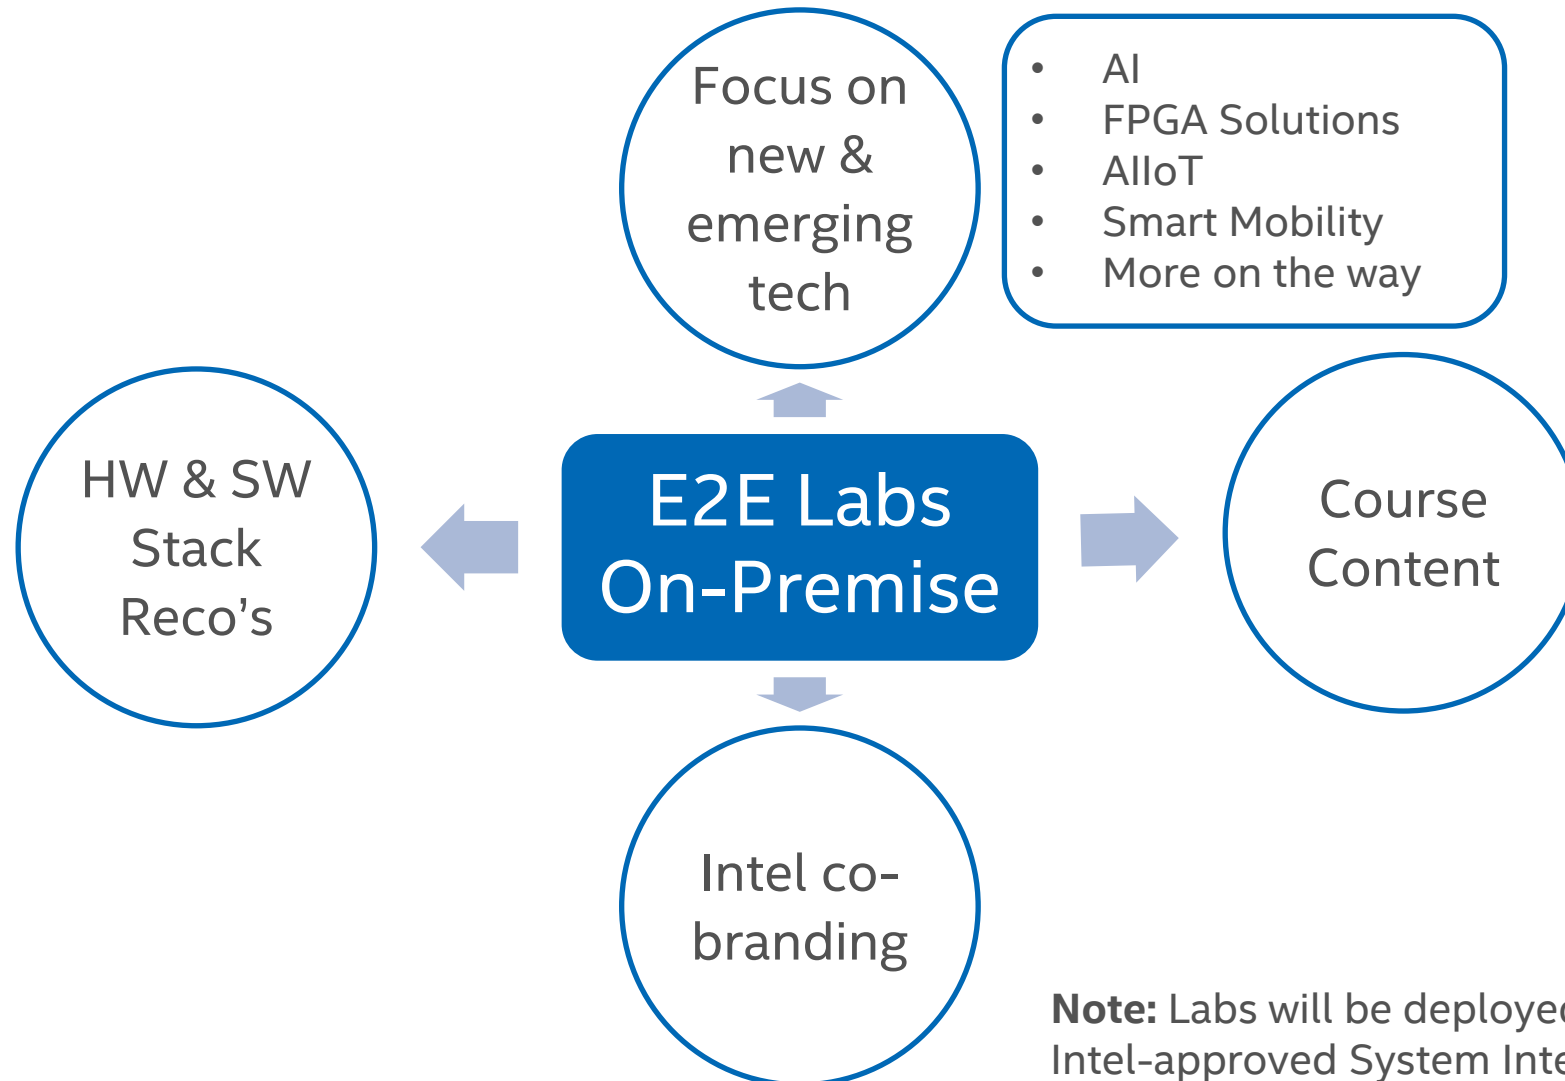 Focus on
new &
emerging
tech
• AI
• FPGA Solutions
• AIIoT
• Smart Mobility
• More on the way
HW & SW
Stack
Reco’s
E2E Labs
On-Premise
Course
Content
Intel co-
branding
Note: Labs will be deployed
Intel-approved System